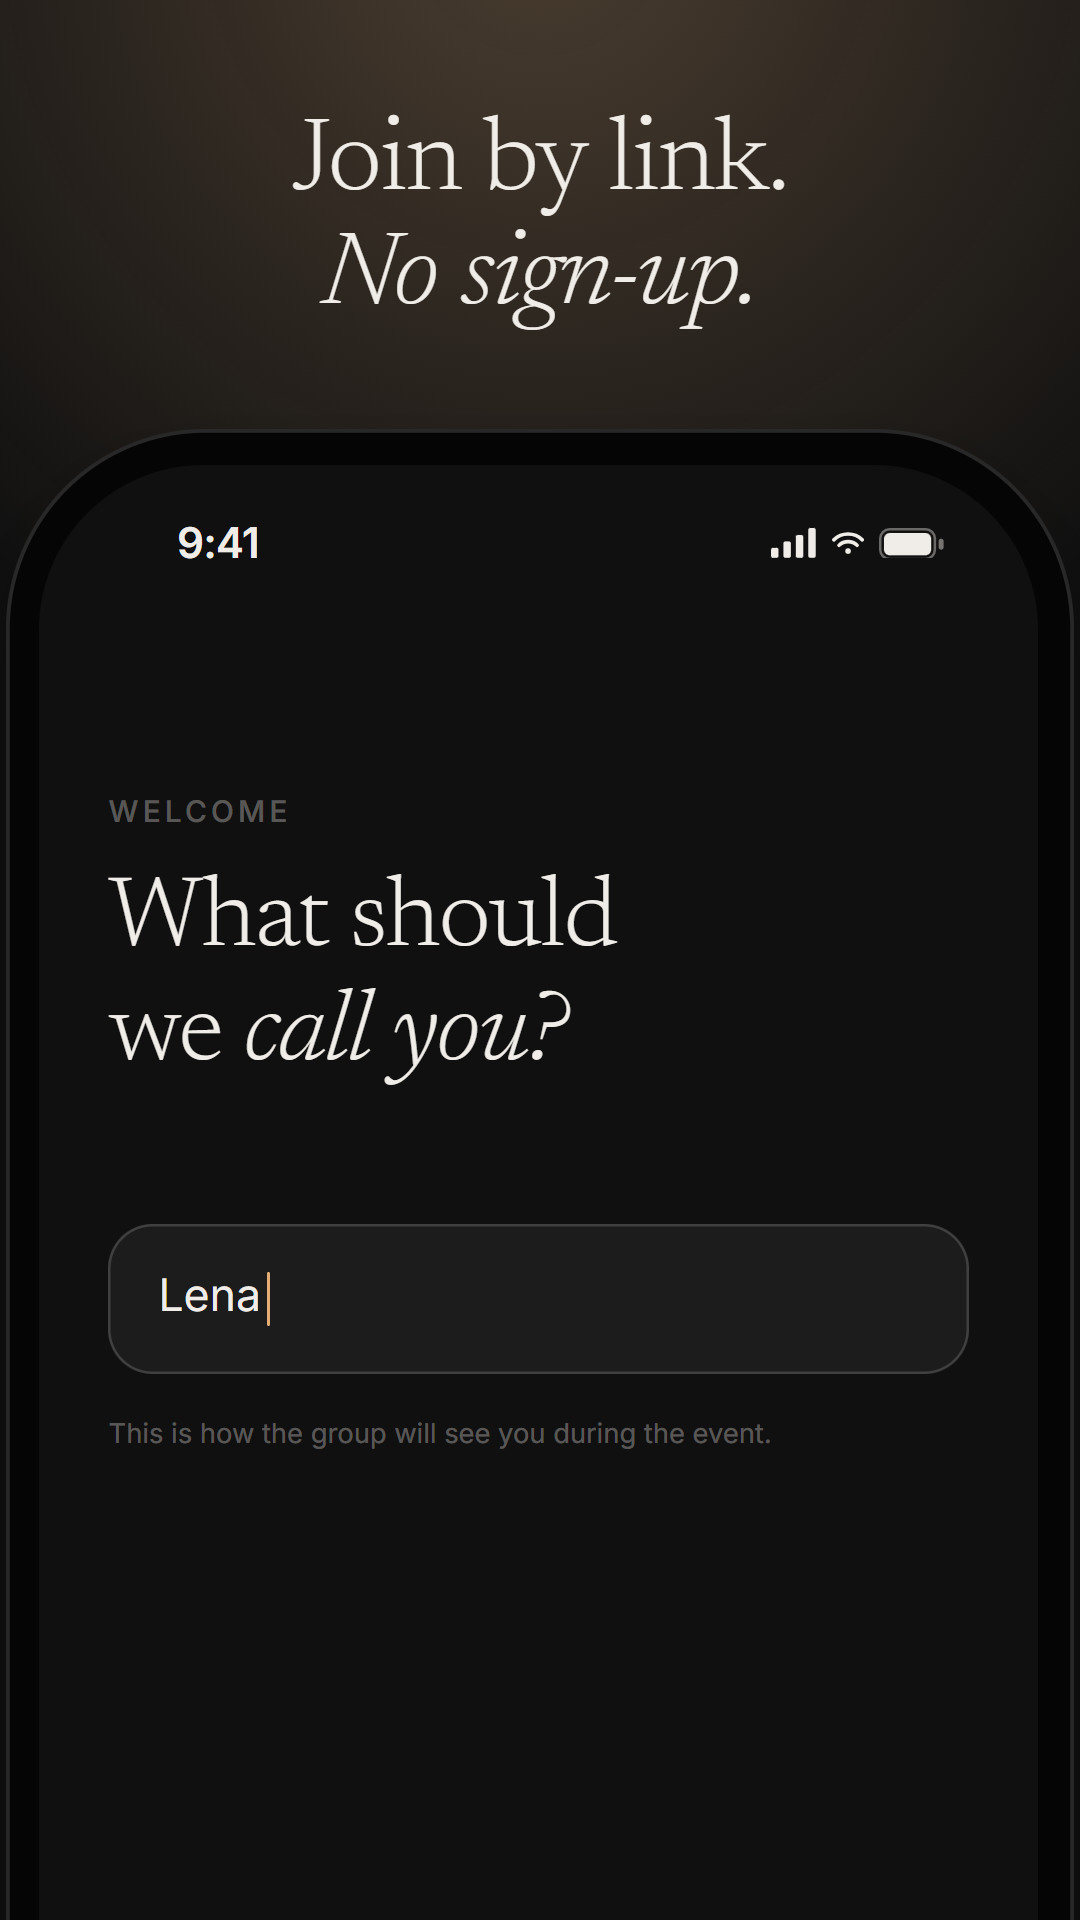 Join by link.
No sign-up.
9:41
WELCOME
What should
we call you?
Lena
This is how the group will see you during the event.